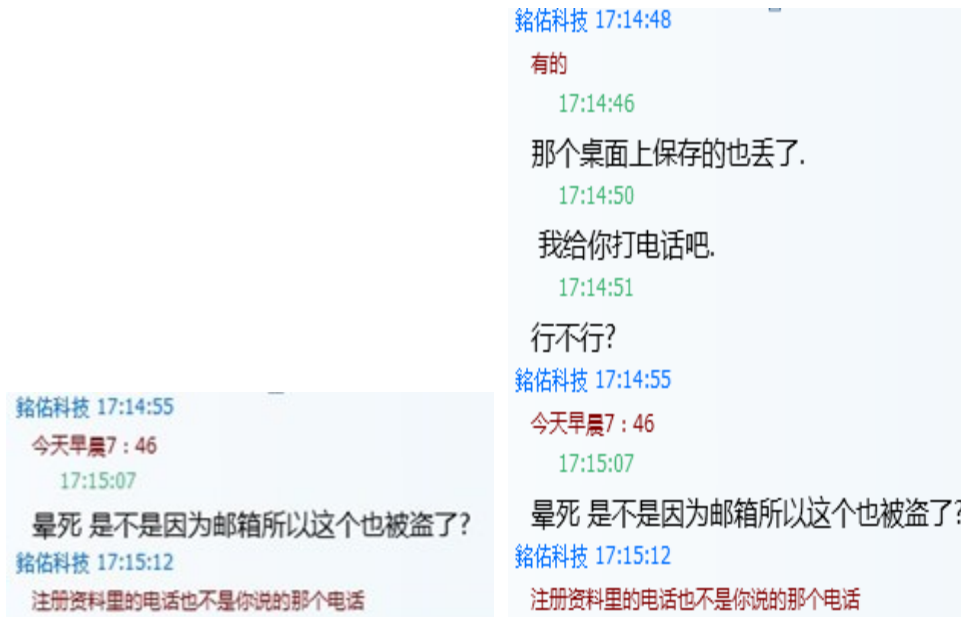 銘佑科技 17:14:55
今天早晨7：46
17:15:07
晕死 是不是因为邮箱所以这个也被盗了?
銘佑科技 17:15:12
注册资料里的电话也不是你说的那个电话
銘佑科技 17:14:48
有的
17:14:46
那个桌面上保存的也丢了.
17:14:50
我给你打电话吧.
17:14:51
行不行?
銘佑科技 17:14:55
今天早晨7：46
17:15:07
晕死 是不是因为邮箱所以这个也被盗了?
銘佑科技 17:15:12
注册资料里的电话也不是你说的那个电话